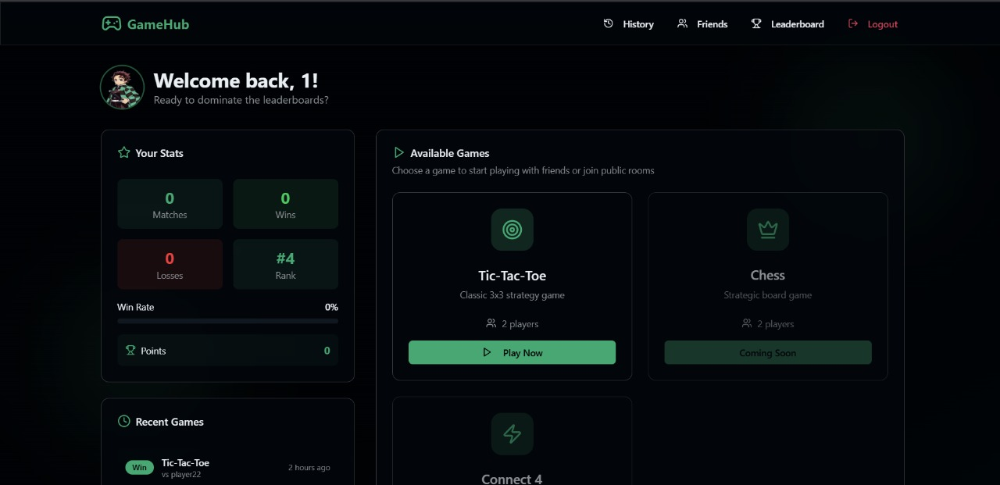 GameHub
History
Friends
Leaderboard
Logout
Welcome back, 1!
Ready to dominate the leaderboards?
Your Stats
0
Matches
0
Wins
0
Losses
#4
Rank
Win Rate
0%
Points
0
Recent Games
Win
Tic-Tac-Toe
vs player22
2 hours ago
Available Games
Choose a game to start playing with friends or join public rooms
Tic-Tac-Toe
Classic 3x3 strategy game
2 players
Play Now
Chess
Strategic board game
2 players
Coming Soon
Connect 4